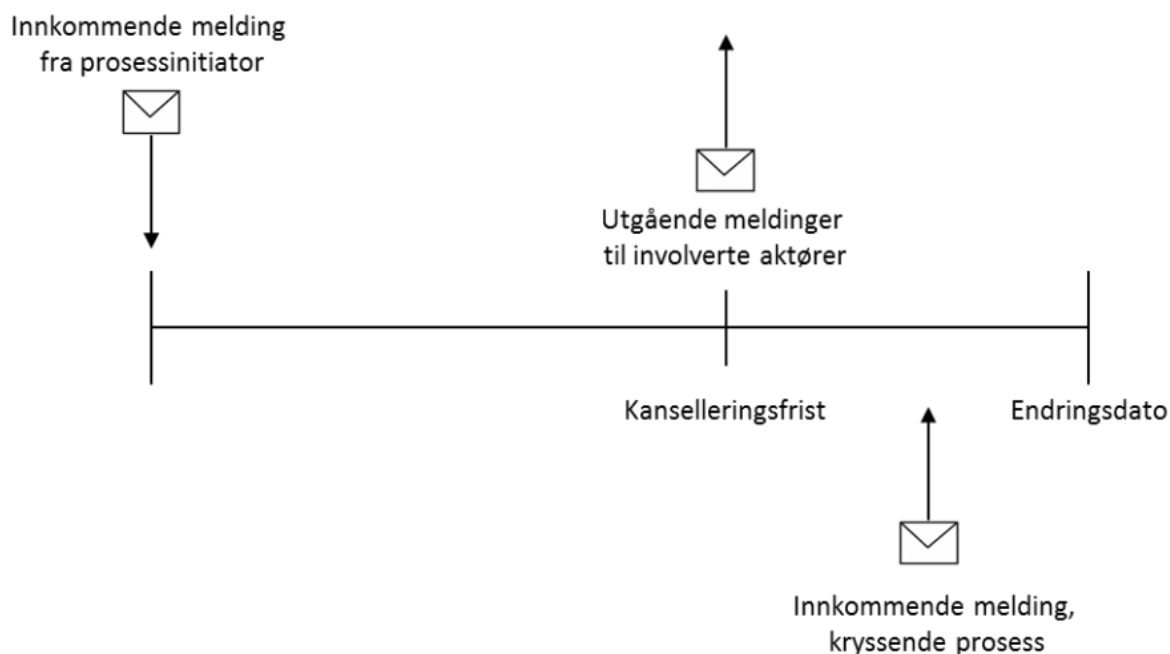 Innkommende melding
fra prosessinitiator
Utgående meldinger
til involverte aktører
Kanselleringsfrist
Endringsdato
Innkommende melding,
kryssende prosess